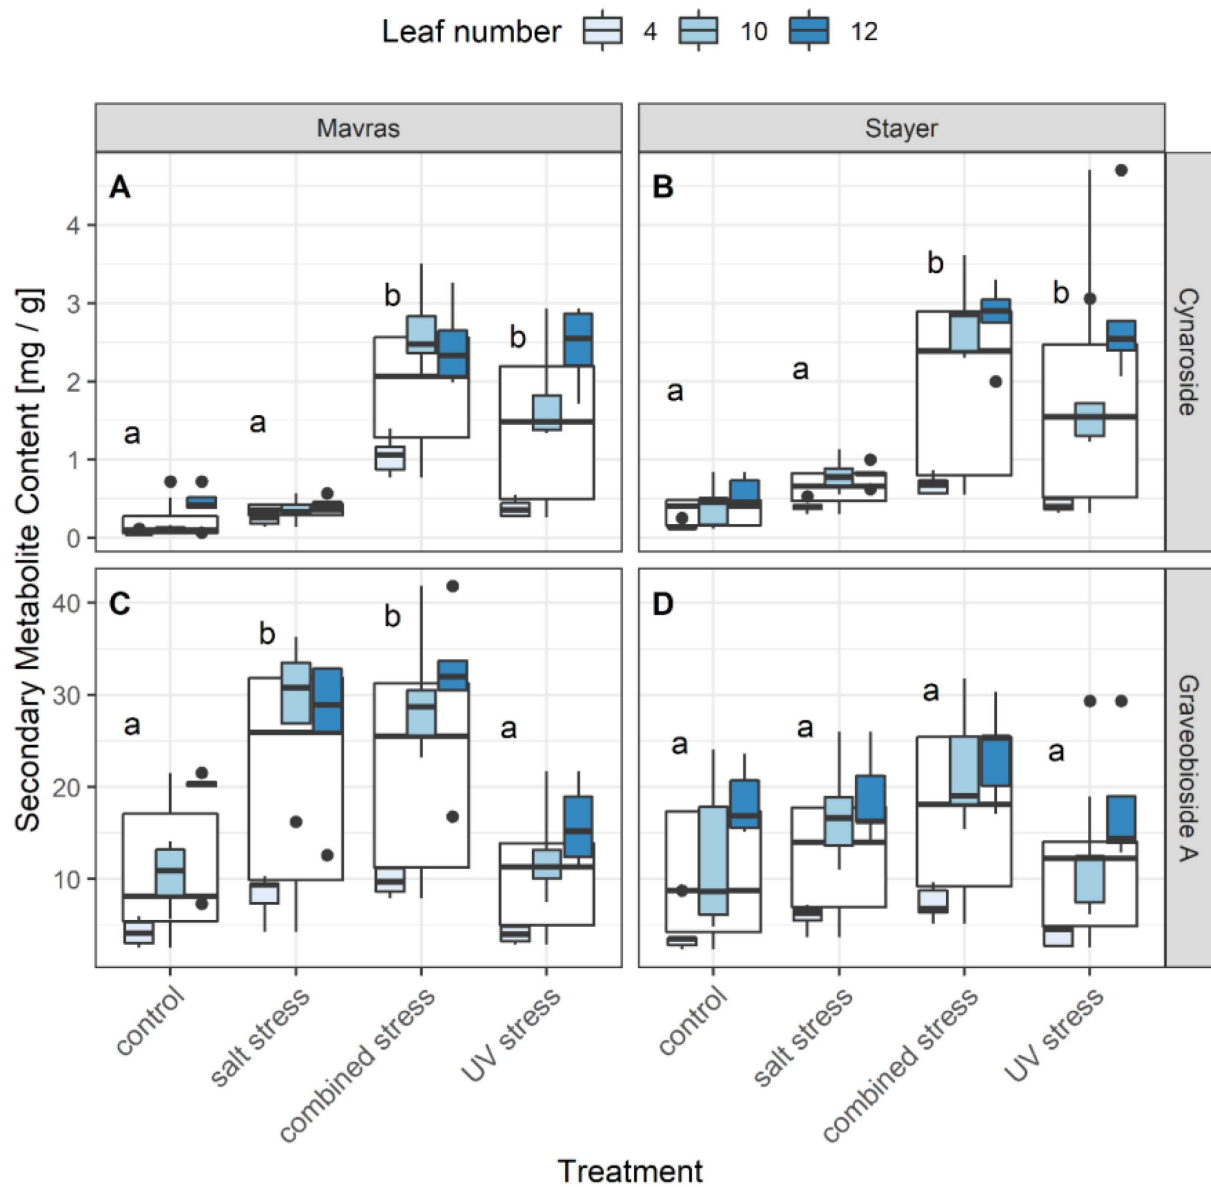 Leaf number 4 10 12
Mavras Stayer
A B
4
3
2
1
0
a a b b
a a b b
Cynaroside
Secondary Metabolite Content [mg / g]
C D
40
30
20
10
a b b a
a a a a
Graveobioside A
control salt stress combined stress UV stress
control salt stress combined stress UV stress
Treatment